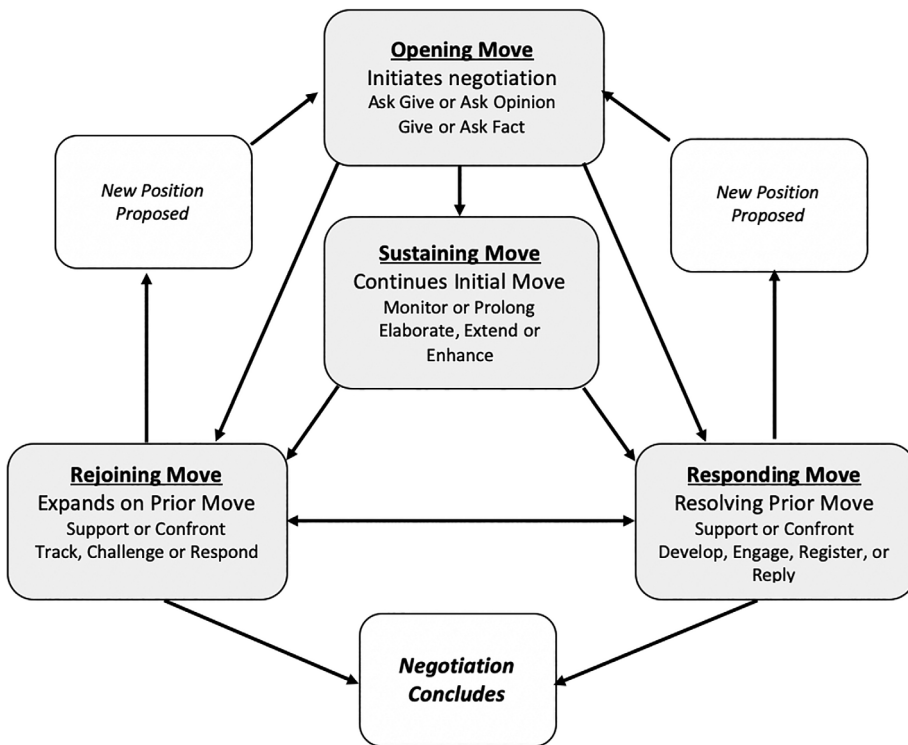 Opening Move
Initiates negotiation
Ask Give or Ask Opinion
Give or Ask Fact
New Position
Proposed
New Position
Proposed
Sustaining Move
Continues Initial Move
Monitor or Prolong
Elaborate, Extend or
Enhance
Rejoining Move
Expands on Prior Move
Support or Confront
Track, Challenge or Respond
Responding Move
Resolving Prior Move
Support or Confront
Develop, Engage, Register, or
Reply
Negotiation
Concludes